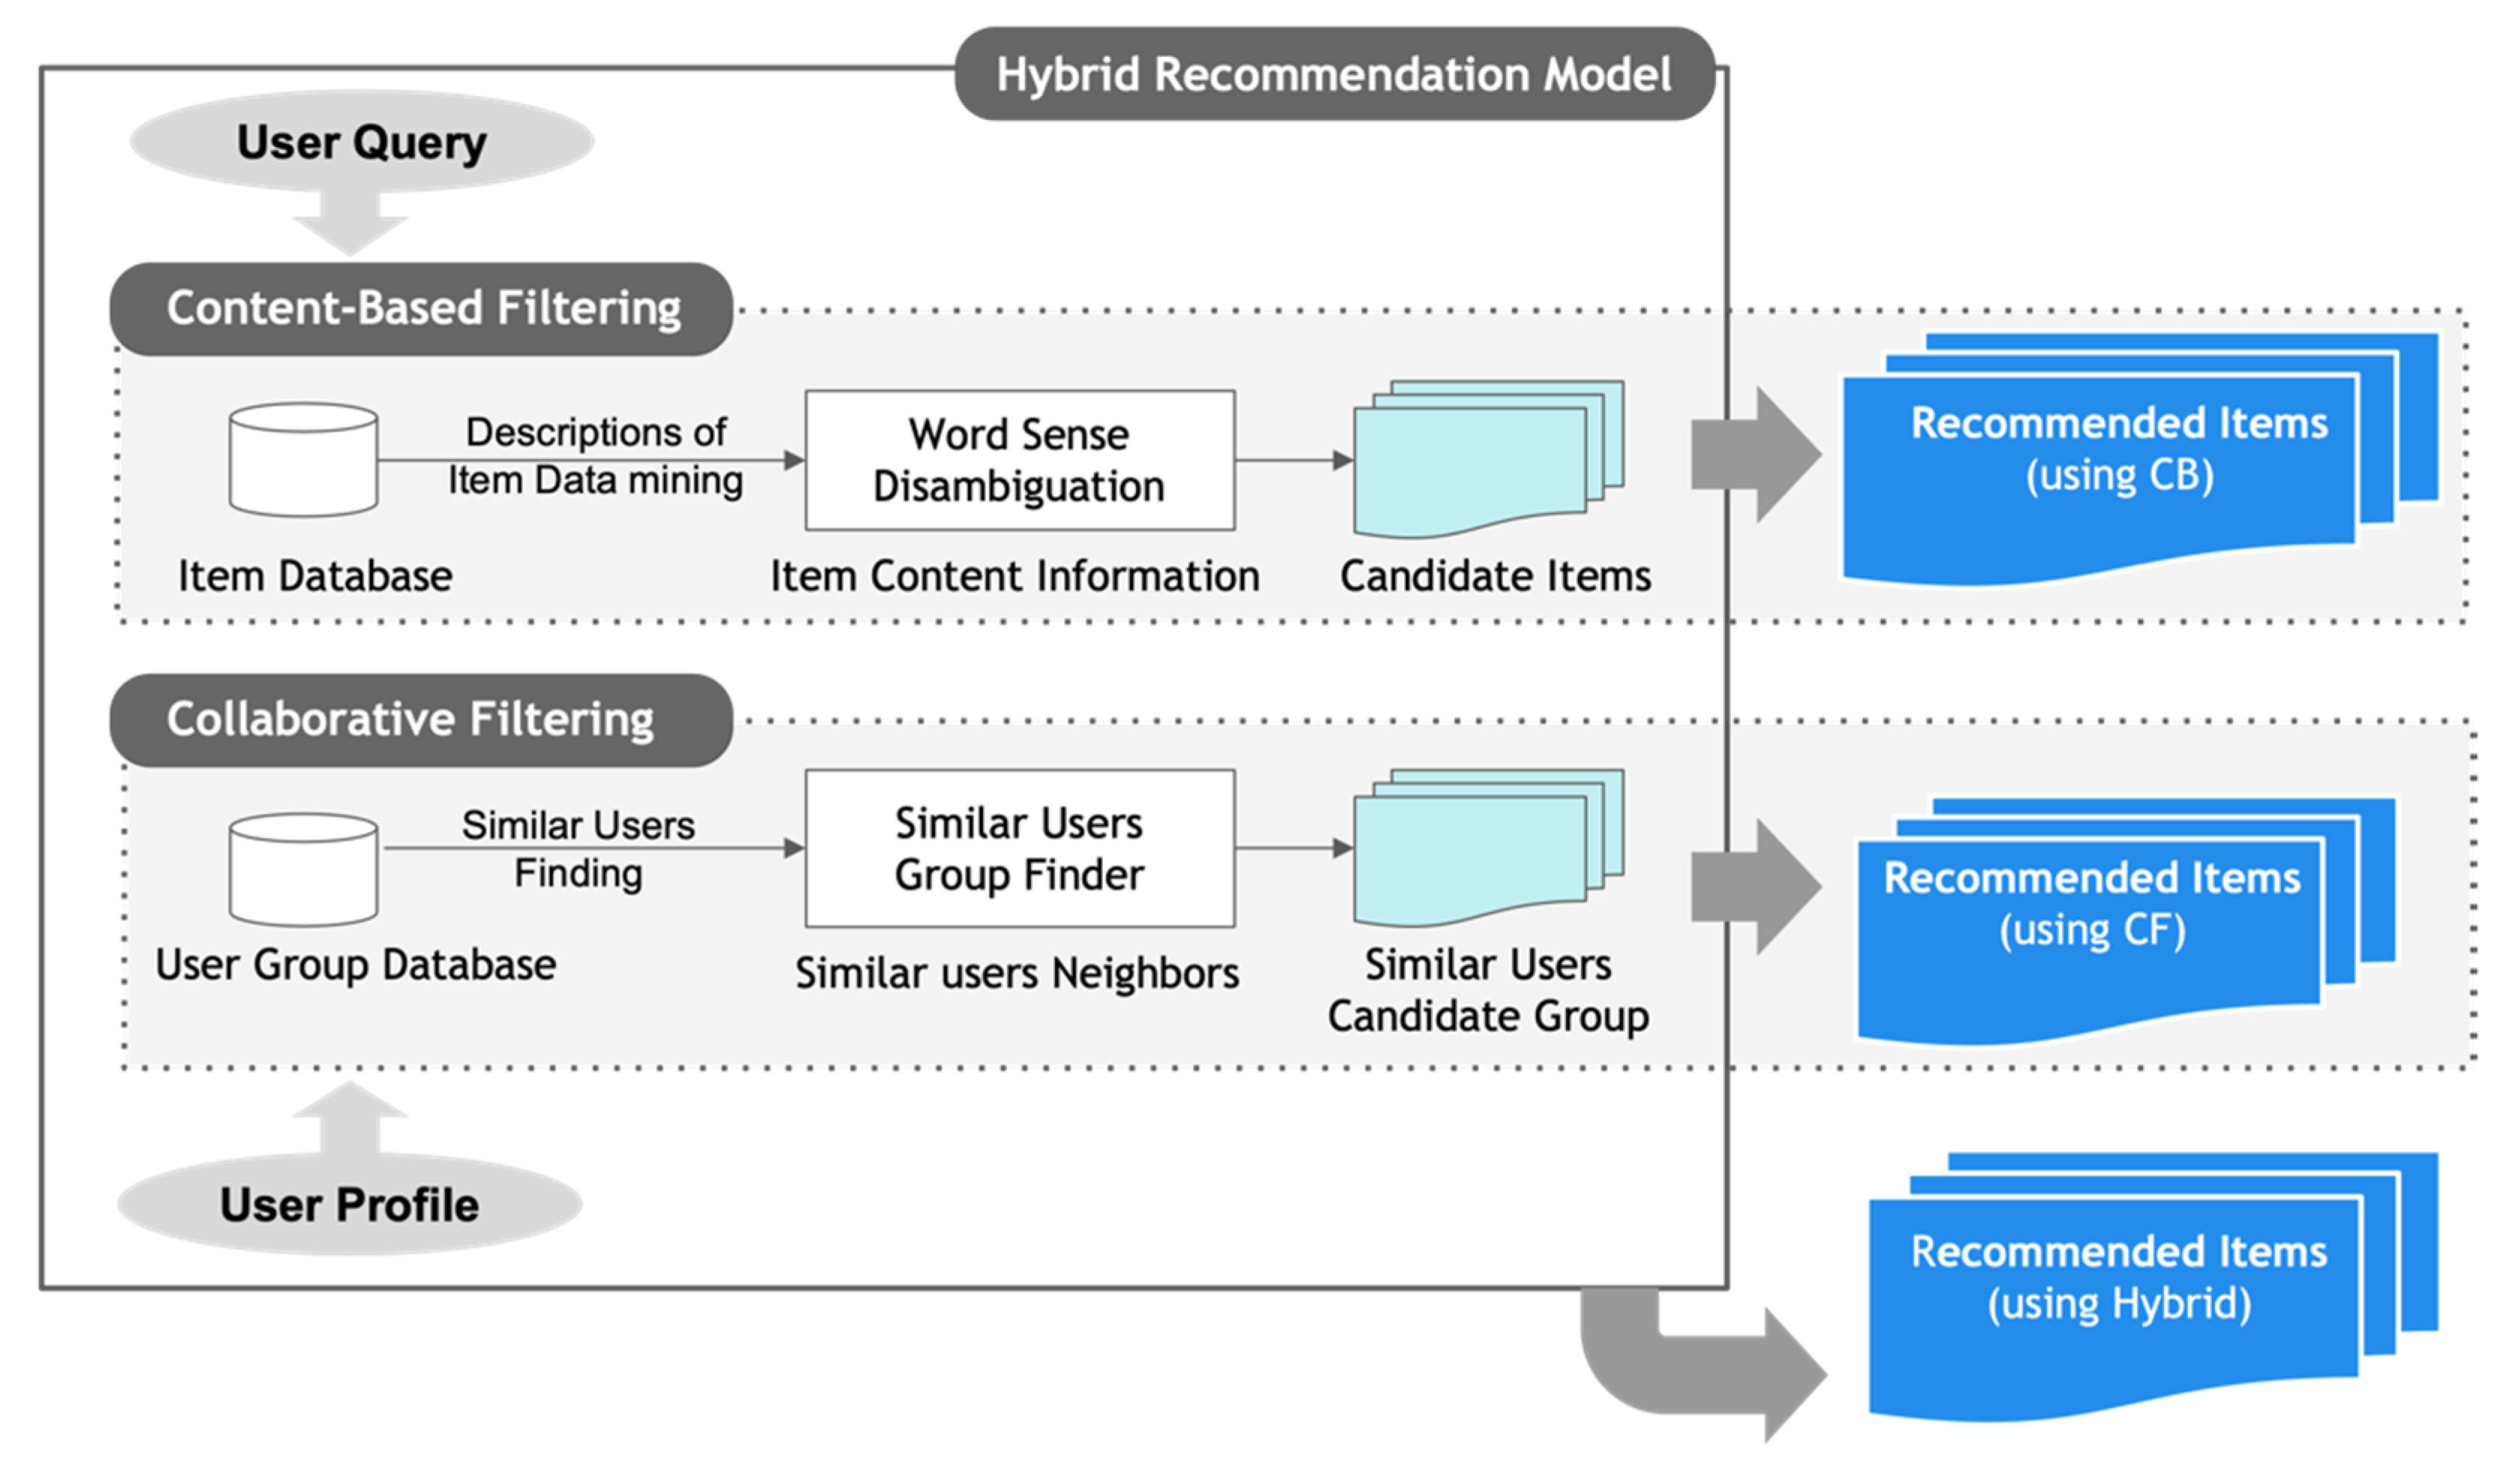 Hybrid Recommendation Model
User Query
Content-Based Filtering
Descriptions of
Item Data mining
Word Sense
Disambiguation
Item Database
Item Content Information
Candidate Items
Recommended Items
(using CB)
Collaborative Filtering
Similar Users
Finding
Similar Users
Group Finder
User Group Database
Similar users Neighbors
Similar Users
Candidate Group
Recommended Items
(using CF)
User Profile
Recommended Items
(using Hybrid)